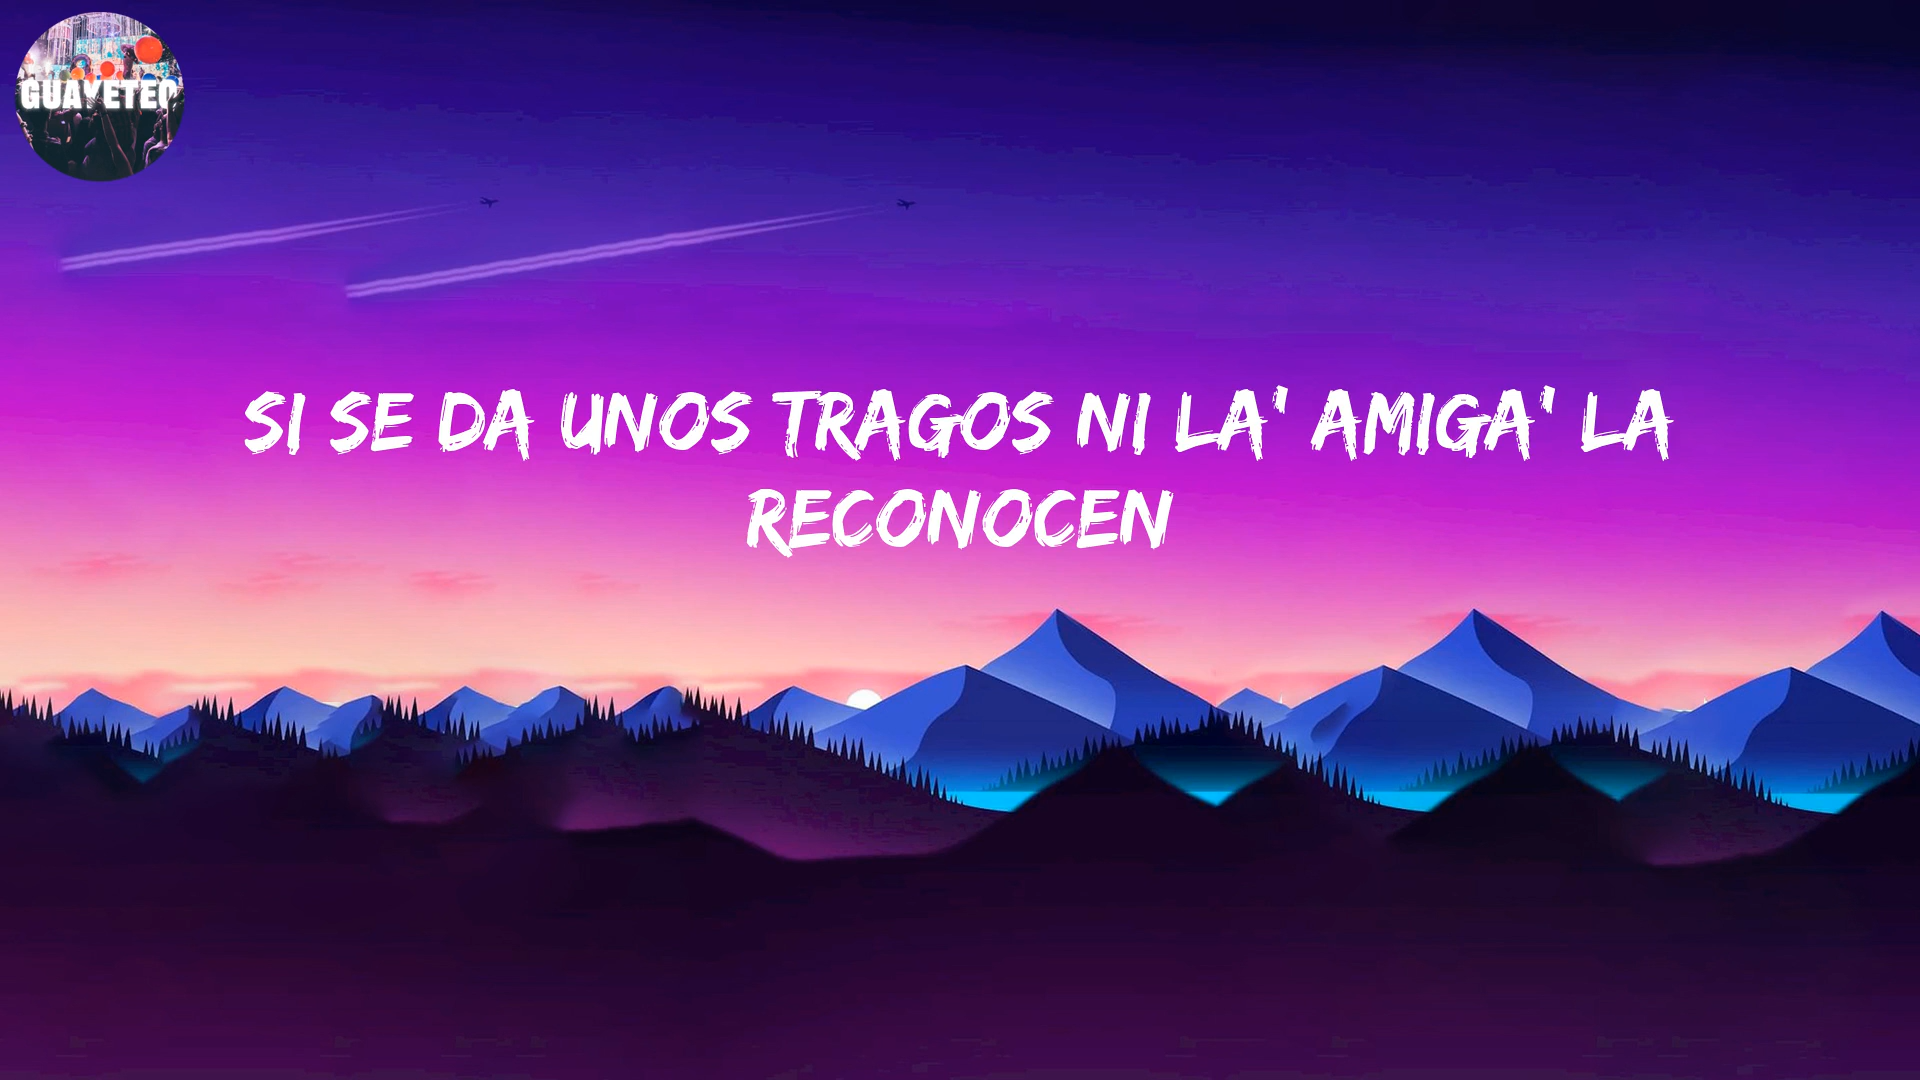 GUAYETEO
SI SE DA UNOS TRAGOS NI LA' AMIGA' LA
RECONOCEN